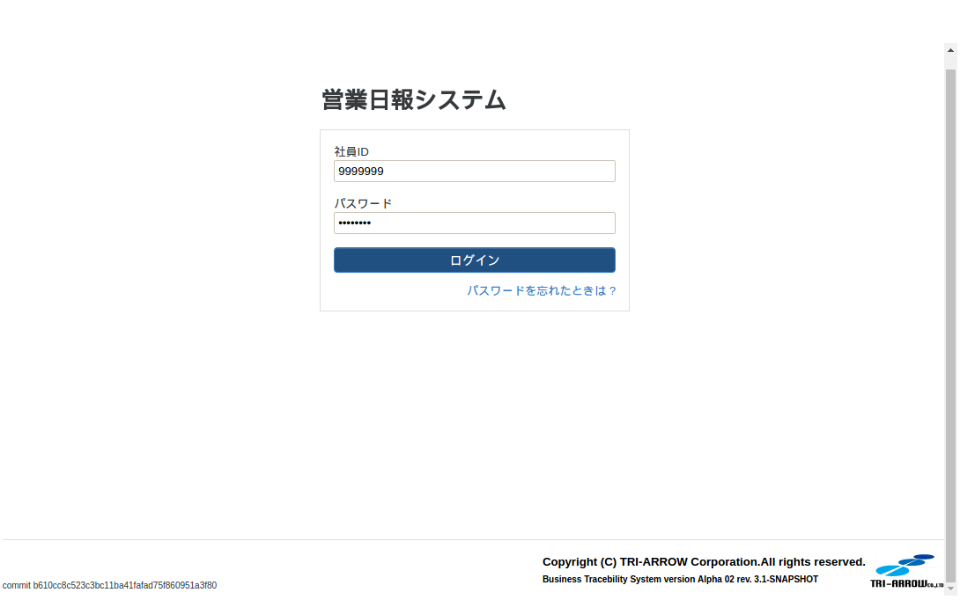 営業日報システム
社員ID
9999999
パスワード
••••••••
ログイン
パスワードを忘れたときは？
Copyright (C) TRI-ARROW Corporation.All rights reserved.
Business Tracebility System version Alpha 02 rev. 3.1-SNAPSHOT
TRI-ARROW CO.,LTD
commit b610cc8c523c3bc11ba41fafad75f860951a3f80